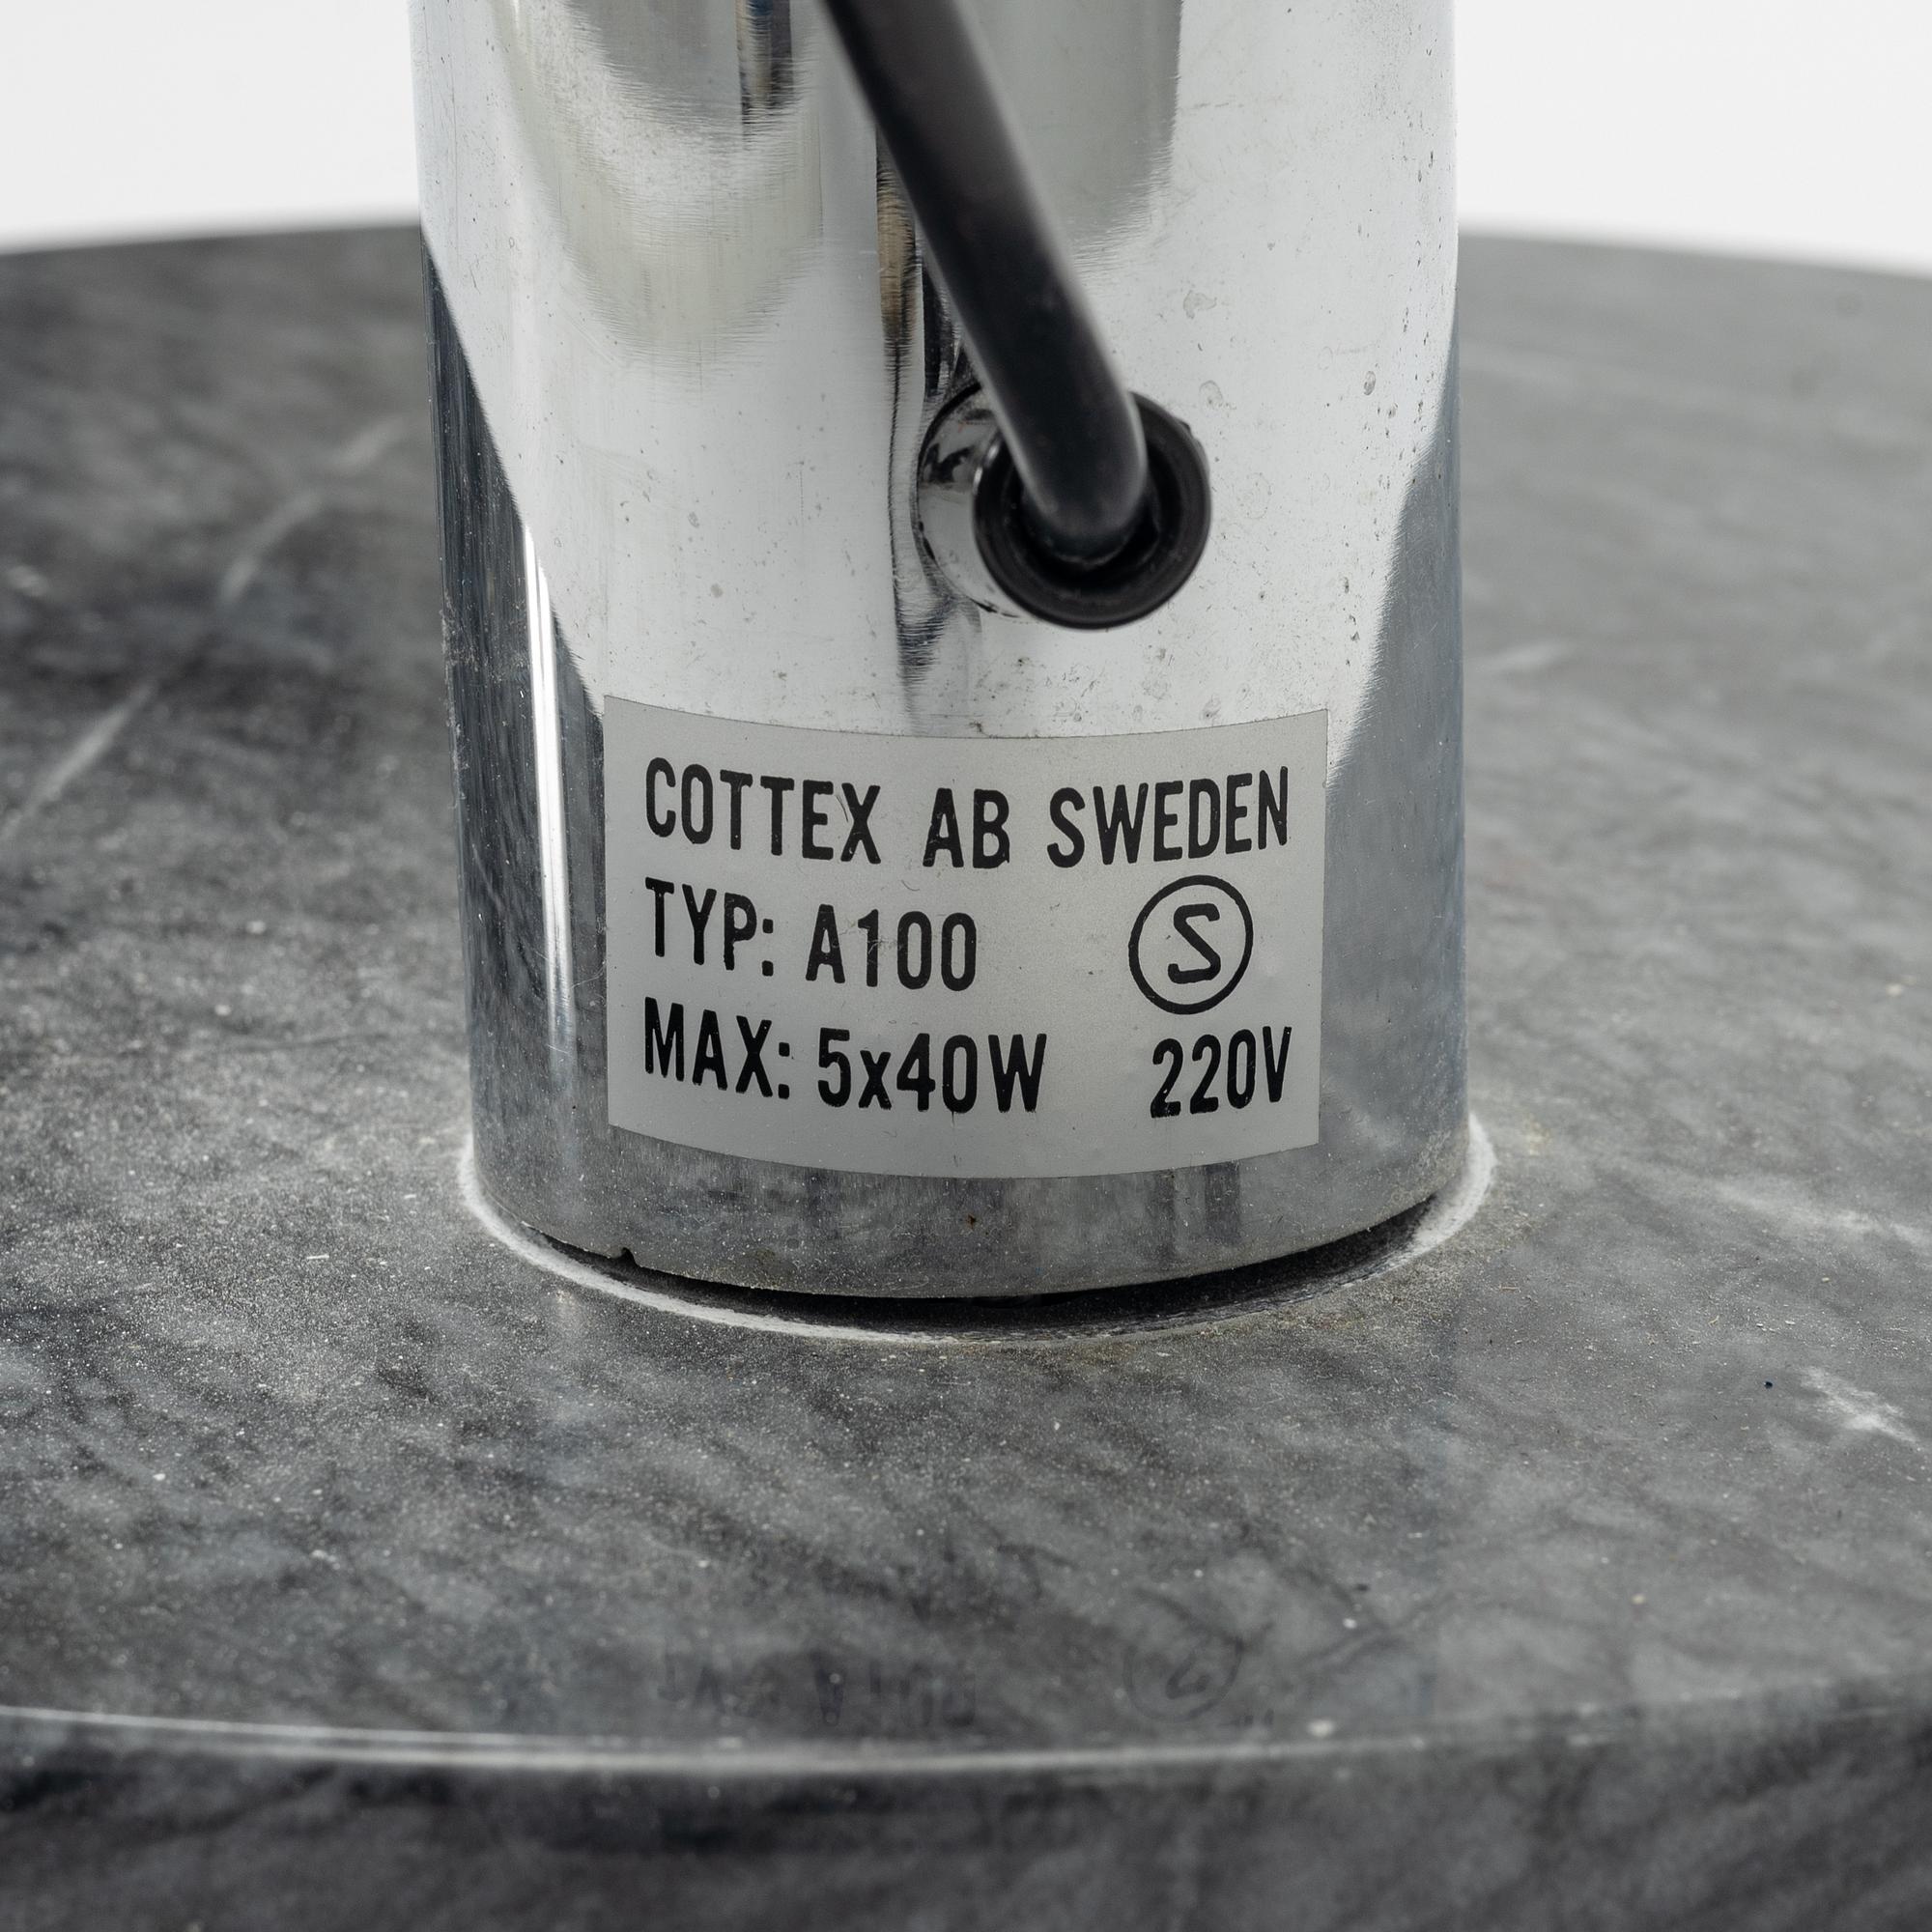 COTTEX AB SWEDEN
TYP: A100 Ⓢ
MAX: 5x40W 220V